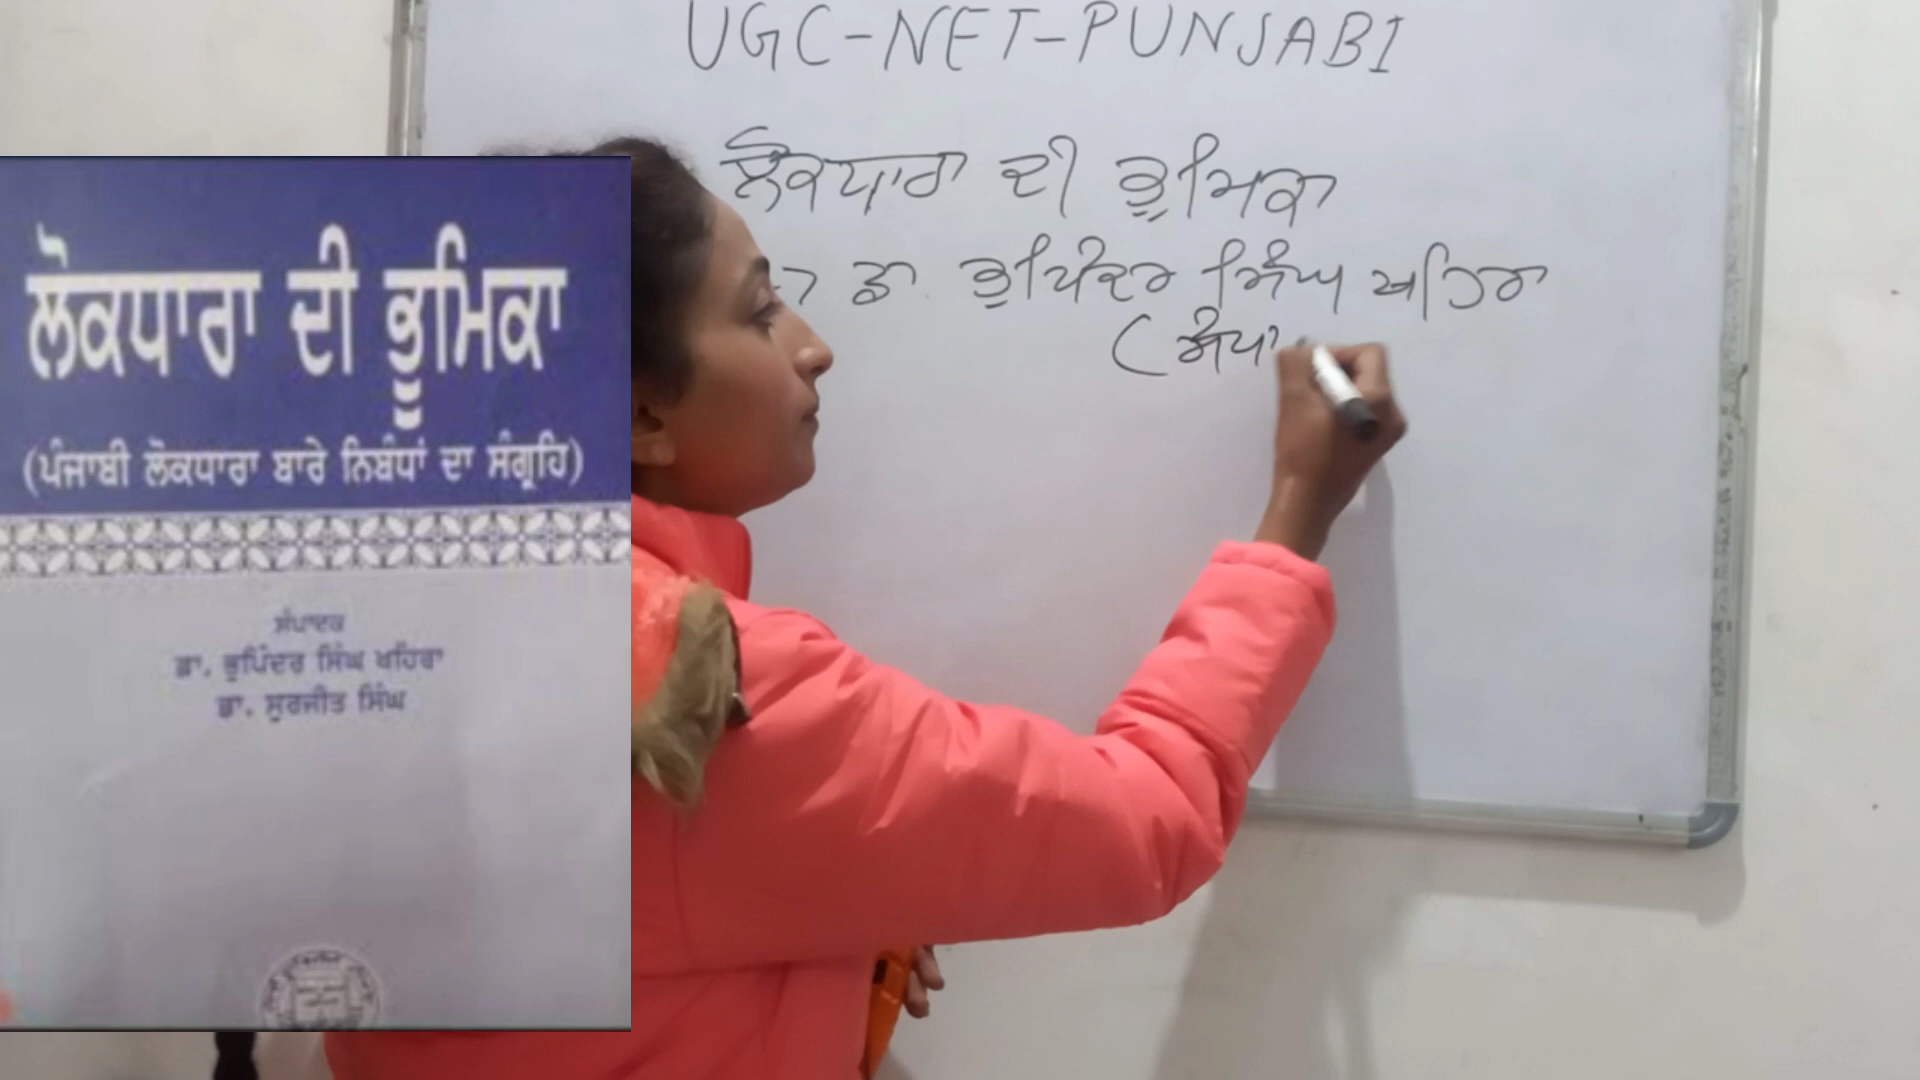 UGC-NET-PUNJABI
ਲੋਕਧਾਰਾ ਦੀ ਭੂਮਿਕਾ
ਡਾ ਭੁਪਿੰਦਰ ਸਿੰਘ ਖਹਿਰਾ
(ਸੰਪਾ
ਲੋਕਧਾਰਾ ਦੀ ਭੂਮਿਕਾ
(ਪੰਜਾਬੀ ਲੋਕਧਾਰਾ ਬਾਰੇ ਨਿਬੰਧਾਂ ਦਾ ਸੰਗ੍ਰਹਿ)
ਸੰਪਾਦਕ
ਡਾ. ਭੁਪਿੰਦਰ ਸਿੰਘ ਖਹਿਰਾ
ਡਾ. ਸੁਰਜੀਤ ਸਿੰਘ